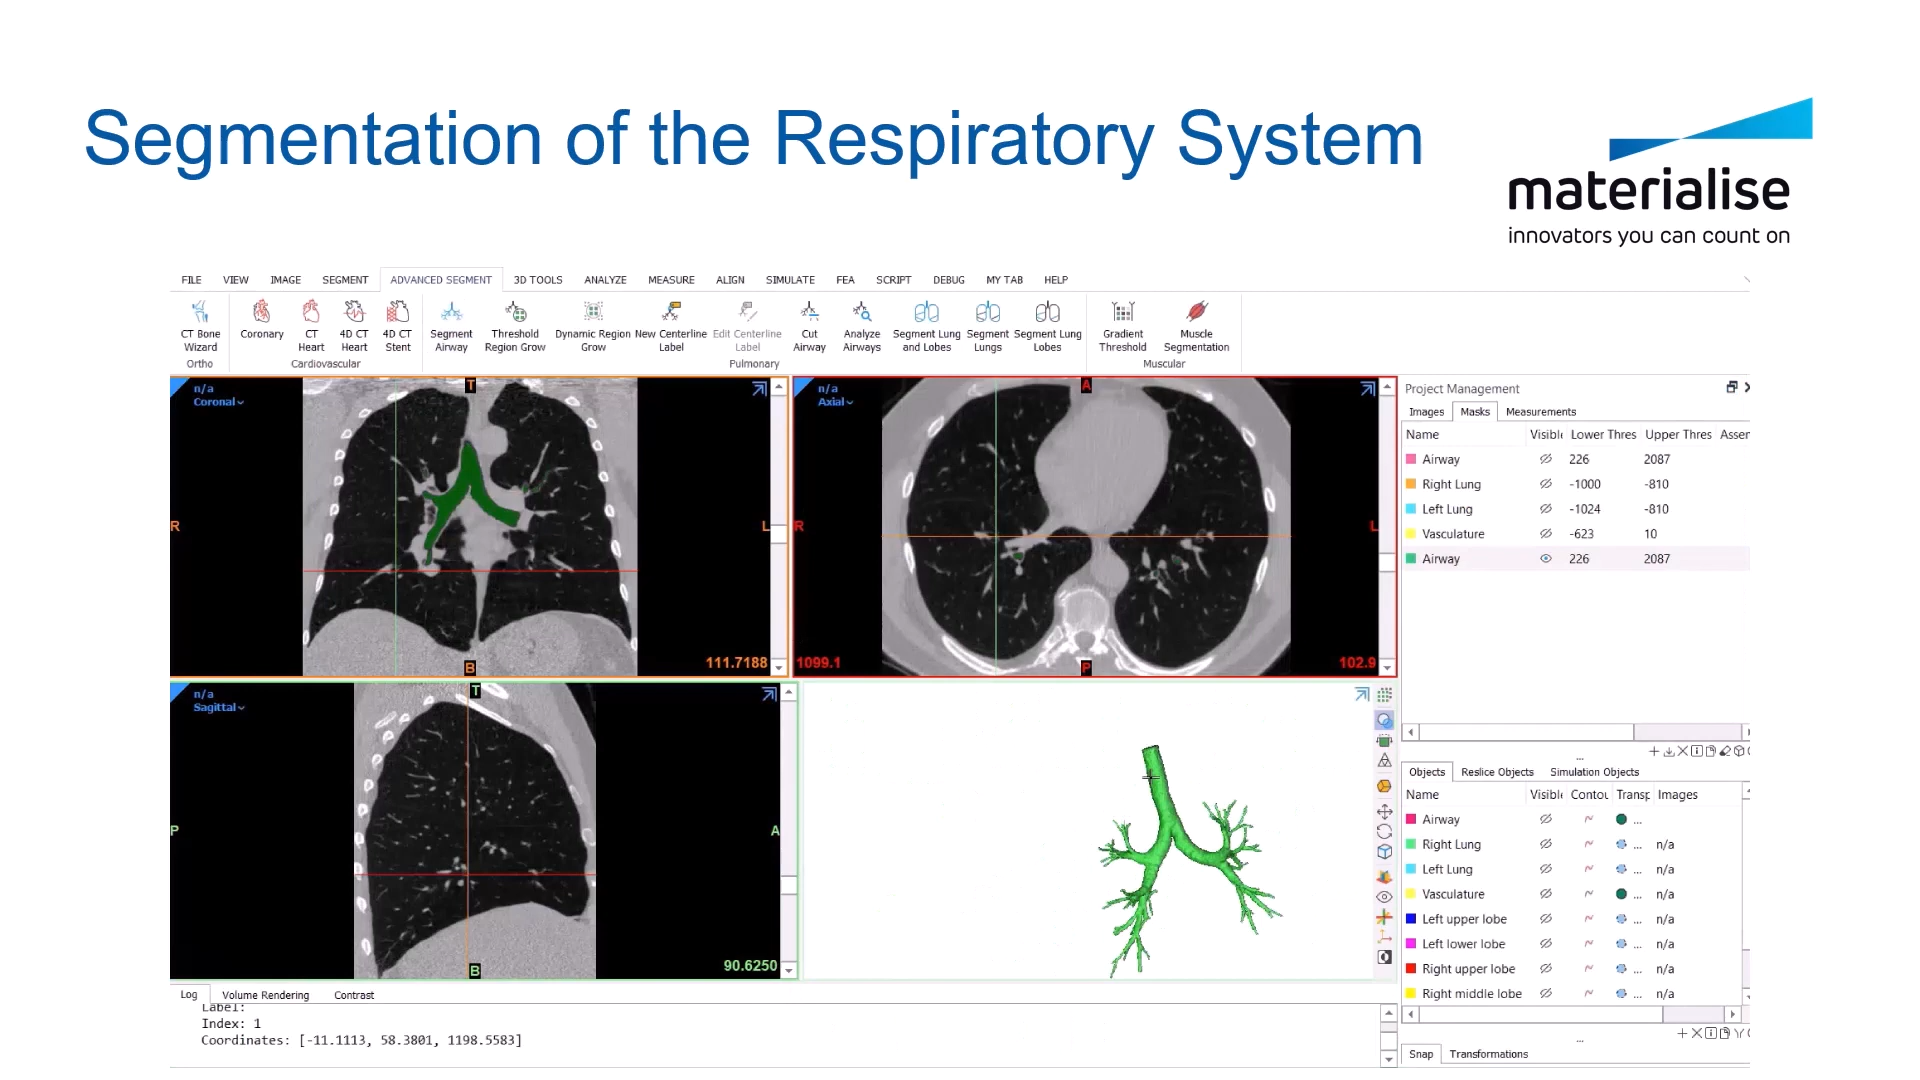 Segmentation of the Respiratory System
materialise
innovators you can count on
FILE VIEW IMAGE SEGMENT ADVANCED SEGMENT 3D TOOLS ANALYZE MEASURE ALIGN SIMULATE FEA SCRIPT DEBUG MY TAB HELP
CT Bone Coronary CT 4D CT 4D CT Segment Threshold Dynamic Region New Centerline Edit Centerline Cut Analyze Segment Lung Segment Segment Lung Gradient Muscle
Wizard Heart Heart Stent Airway Region Grow Grow Label Label Airway Airways and Lobes Lungs Lobes Threshold Segmentation
Ortho Cardiovascular Pulmonary Muscular
n/a
Coronal
T
R
L
B
111.7188
n/a
Axial
A
R
L
P
1099.1
102.9
n/a
Sagittal
T
P
A
B
90.6250
Project Management
Images Masks Measurements
Name Visibl Lower Thres Upper Thres Asser
Airway 226 2087
Right Lung -1000 -810
Left Lung -1024 -810
Vasculature -623 10
Airway 226 2087
...
Objects Reslice Objects Simulation Objects
Name Visibl Contou Transp Images
Airway ...
Right Lung ... n/a
Left Lung ... n/a
Vasculature ... n/a
Left upper lobe ... n/a
Left lower lobe ... n/a
Right upper lobe ... n/a
Right middle lobe ... n/a
...
Snap Transformations
Log Volume Rendering Contrast
Label:
Index: 1
Coordinates: [-11.1113, 58.3801, 1198.5583]